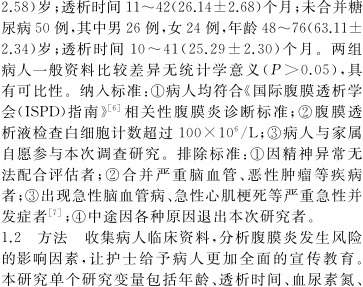 2.58)岁;透析时间 11～42(26.14±2.68)个月;未合并糖
尿病 50 例,其中男 26 例,女 24 例,年龄 48～76(63.11±
2.34)岁;透析时间 10～41(25.29±2.30)个月。两组
病人一般资料比较差异无统计学意义(P＞0.05),具
有可比性。纳入标准:①病人均符合《国际腹膜透析学
会(ISPD)指南》[6]相关性腹膜炎诊断标准;②腹膜透
析液检查白细胞计数超过 100×10⁶/L;③病人与家属
自愿参与本次调查研究。排除标准:①因精神异常无
法配合评估者;②合并严重脑血管、恶性肿瘤等疾病
者;③出现急性脑血管病、急性心肌梗死等严重急性并
发症者[7];④中途因各种原因退出本次研究者。
1.2 方法 收集病人临床资料,分析腹膜炎发生风险
的影响因素,让护士给予病人更加全面的宣传教育。
本研究单个研究变量包括年龄、透析时间、血尿素氮、